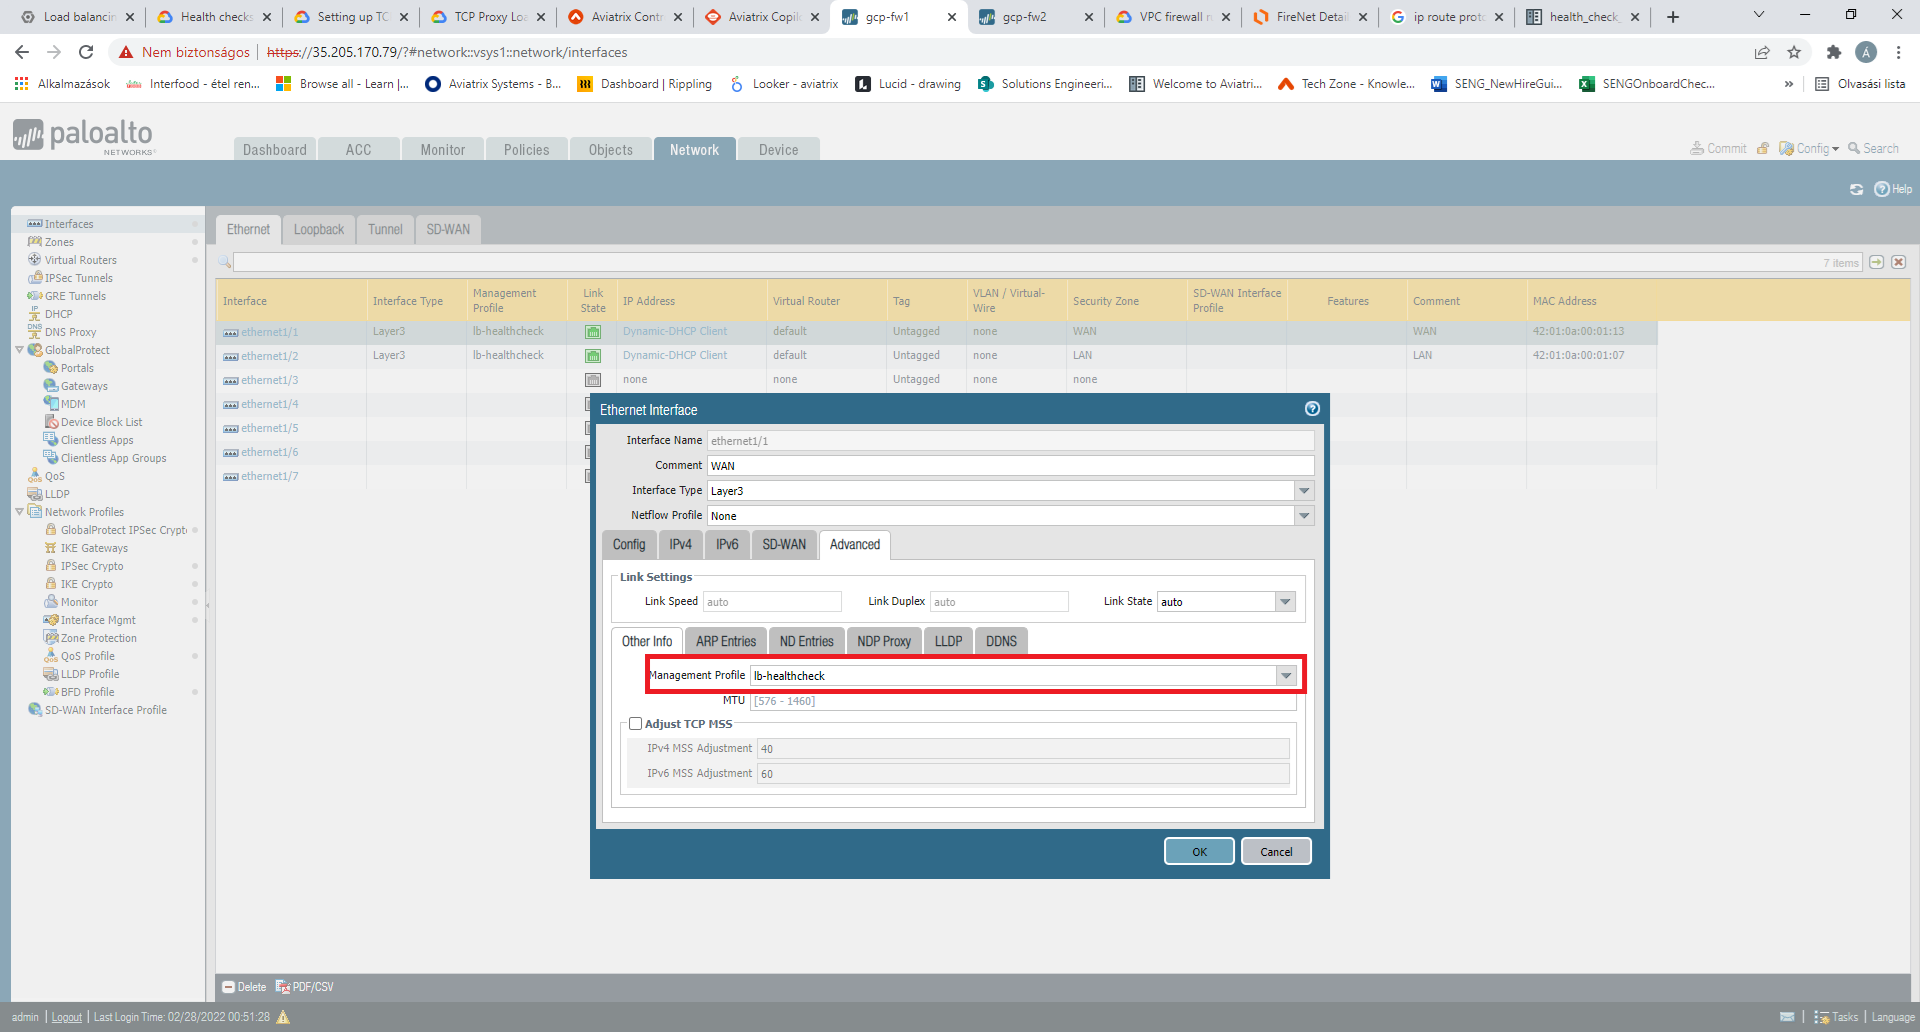 Load balancin
Health checks
Setting up TC
TCP Proxy Loa
Aviatrix Contr
Aviatrix Copilo
gcp-fw1
gcp-fw2
VPC firewall r
FireNet Detail
ip route proto
health_check_
Nem biztonságos
https://35.205.170.79/?#network::vsys1::network/interfaces
Alkalmazások
Interfood - étel ren...
Browse all - Learn |...
Aviatrix Systems - B...
Dashboard | Rippling
Looker - aviatrix
Lucid - drawing
Solutions Engineeri...
Welcome to Aviatri...
Tech Zone - Knowle...
SENG_NewHireGui...
SENGOnboardChec...
»
Olvasási lista
paloalto
NETWORKS
Dashboard ACC Monitor Policies Objects Network Device
Commit Config Search
Help
Interfaces
Zones
Virtual Routers
IPSec Tunnels
GRE Tunnels
DHCP
DNS Proxy
GlobalProtect
Portals
Gateways
MDM
Device Block List
Clientless Apps
Clientless App Groups
QoS
LLDP
Network Profiles
GlobalProtect IPSec Crypt
IKE Gateways
IPSec Crypto
IKE Crypto
Monitor
Interface Mgmt
Zone Protection
QoS Profile
LLDP Profile
BFD Profile
SD-WAN Interface Profile
Ethernet Loopback Tunnel SD-WAN
7 items
Interface
Interface Type
Management Profile
Link State
IP Address
Virtual Router
Tag
VLAN / Virtual-Wire
Security Zone
SD-WAN Interface Profile
Features
Comment
MAC Address
ethernet1/1 Layer3 lb-healthcheck Dynamic-DHCP Client default Untagged none WAN WAN 42:01:0a:00:01:13
ethernet1/2 Layer3 lb-healthcheck Dynamic-DHCP Client default Untagged none LAN LAN 42:01:0a:00:01:07
ethernet1/3 none none Untagged none none
ethernet1/4
ethernet1/5
ethernet1/6
ethernet1/7
Ethernet Interface
Interface Name ethernet1/1
Comment WAN
Interface Type Layer3
Netflow Profile None
Config IPv4 IPv6 SD-WAN Advanced
Link Settings
Link Speed auto Link Duplex auto Link State auto
Other Info ARP Entries ND Entries NDP Proxy LLDP DDNS
Management Profile lb-healthcheck
MTU [576 - 1460]
Adjust TCP MSS
IPv4 MSS Adjustment 40
IPv6 MSS Adjustment 60
OK Cancel
Delete PDF/CSV
admin | Logout | Last Login Time: 02/28/2022 00:51:28
Tasks | Language